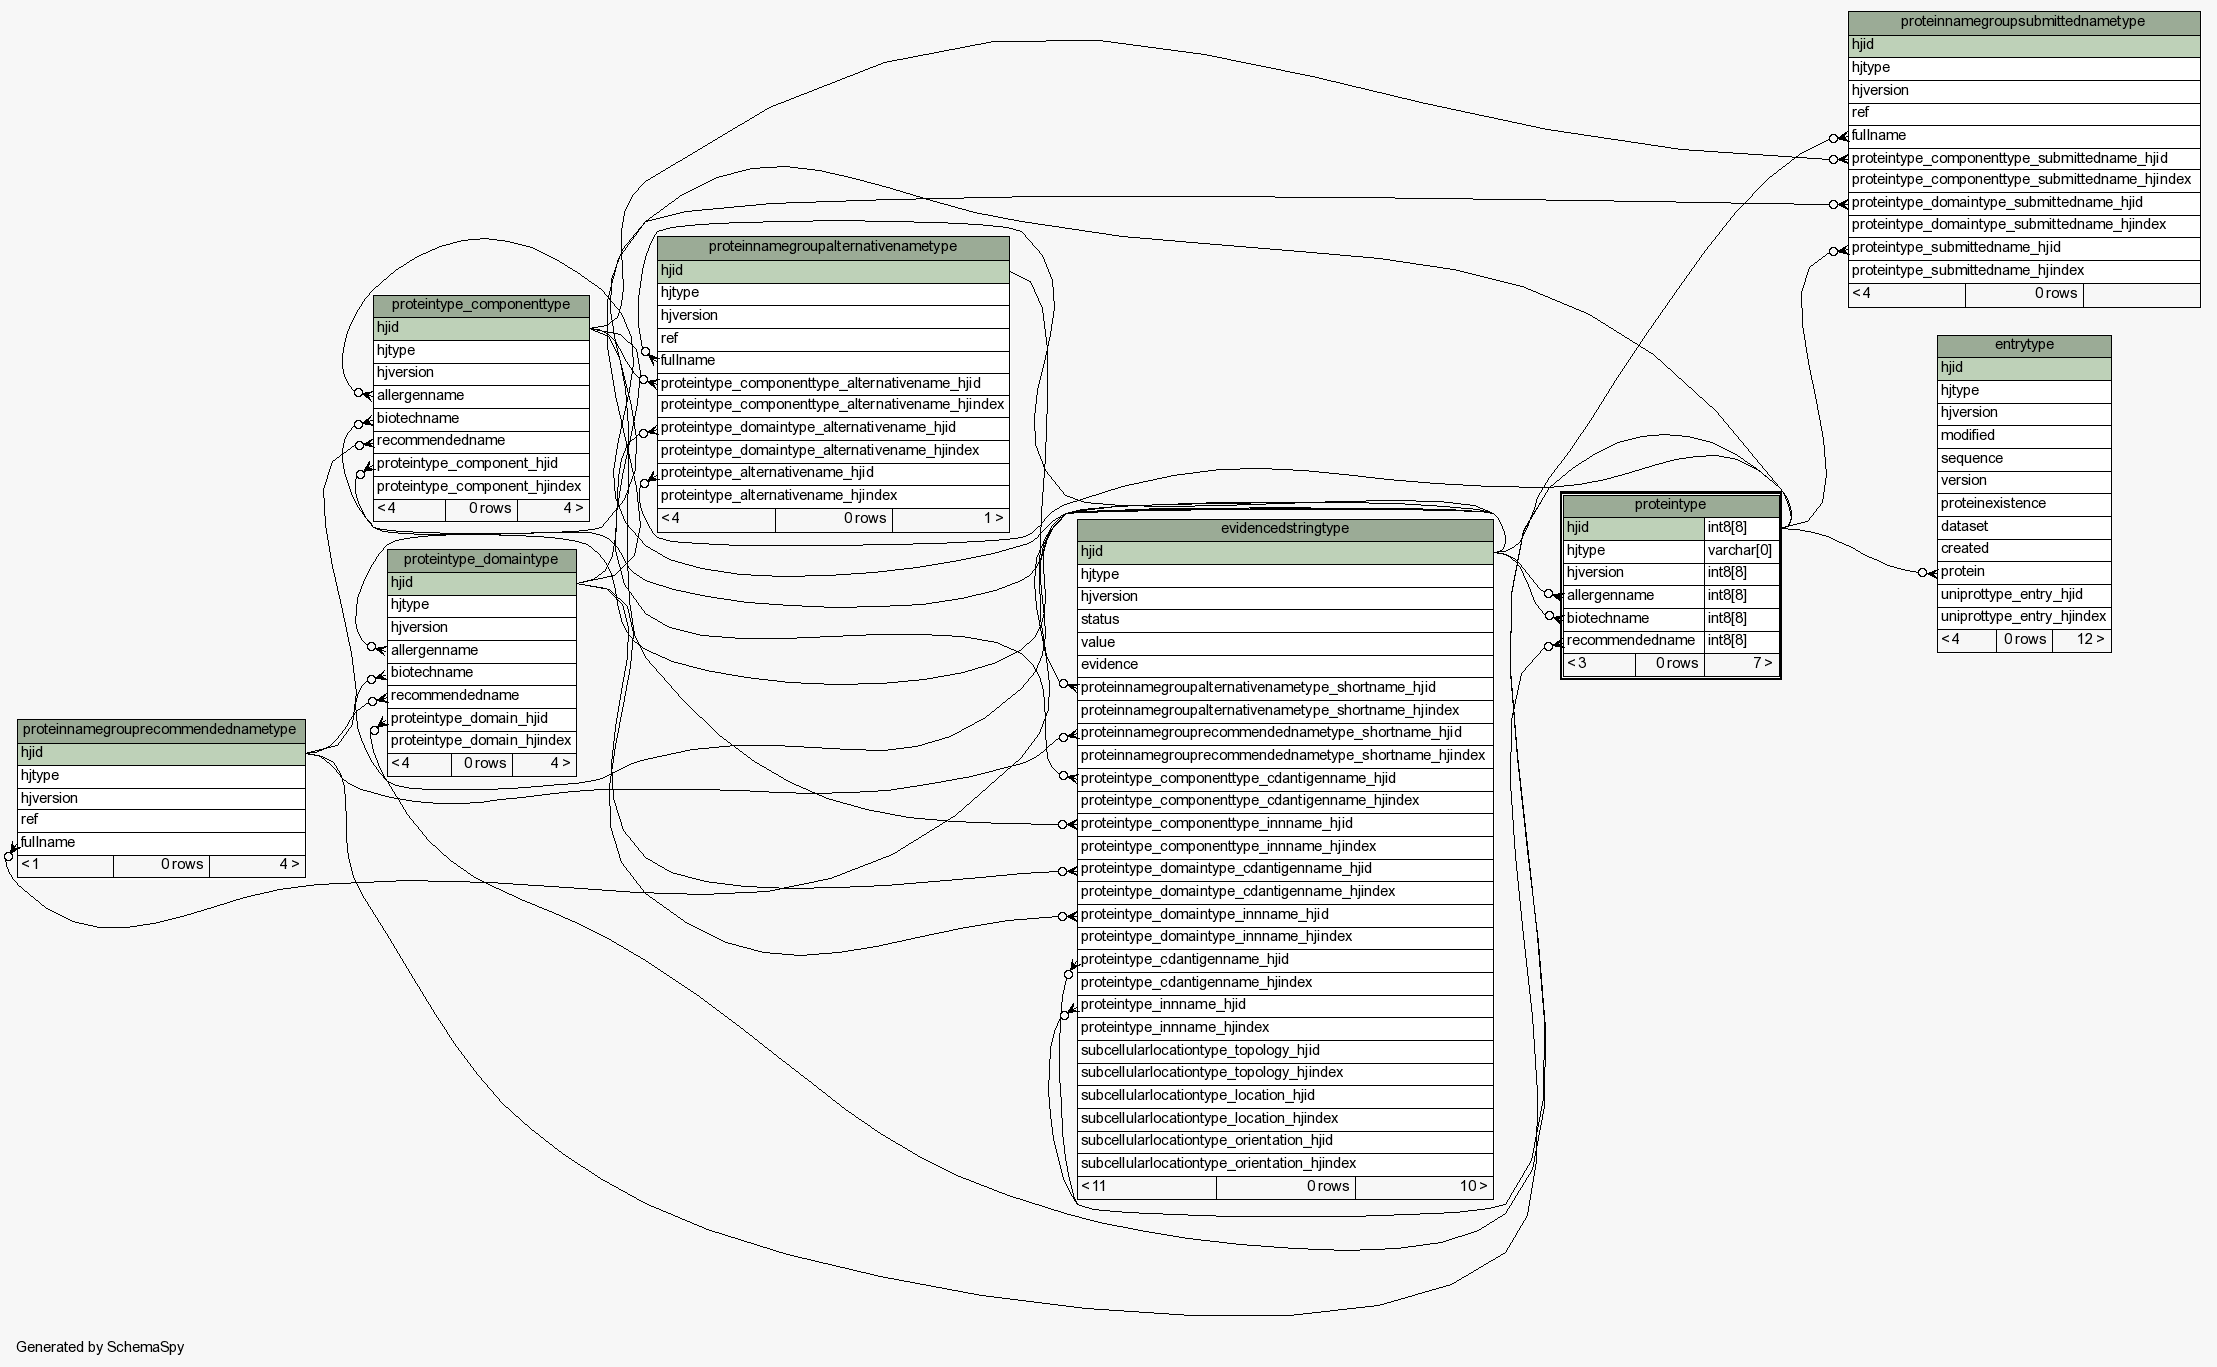 proteinnamegroupsubmittednametype
hjid
hjtype
hjversion
ref
fullname
proteintype_componenttype_submittedname_hjid
proteintype_componenttype_submittedname_hjindex
proteintype_domaintype_submittedname_hjid
proteintype_domaintype_submittedname_hjindex
proteintype_submittedname_hjid
proteintype_submittedname_hjindex
< 4 0 rows
proteinnamegroupalternativenametype
hjid
hjtype
hjversion
ref
fullname
proteintype_componenttype_alternativename_hjid
proteintype_componenttype_alternativename_hjindex
proteintype_domaintype_alternativename_hjid
proteintype_domaintype_alternativename_hjindex
proteintype_alternativename_hjid
proteintype_alternativename_hjindex
< 4 0 rows 1 >
proteintype_componenttype
hjid
hjtype
hjversion
allergenname
biotechname
recommendedname
proteintype_component_hjid
proteintype_component_hjindex
< 4 0 rows 4 >
entrytype
hjid
hjtype
hjversion
modified
sequence
version
proteinexistence
dataset
created
protein
uniprottype_entry_hjid
uniprottype_entry_hjindex
< 4 0 rows 12 >
proteintype
hjid int8[8]
hjtype varchar[0]
hjversion int8[8]
allergenname int8[8]
biotechname int8[8]
recommendedname int8[8]
< 3 0 rows 7 >
evidencedstringtype
hjid
hjtype
hjversion
status
value
evidence
proteinnamegroupalternativenametype_shortname_hjid
proteinnamegroupalternativenametype_shortname_hjindex
proteinnamegrouprecommendednametype_shortname_hjid
proteinnamegrouprecommendednametype_shortname_hjindex
proteintype_componenttype_cdantigenname_hjid
proteintype_componenttype_cdantigenname_hjindex
proteintype_componenttype_innname_hjid
proteintype_componenttype_innname_hjindex
proteintype_domaintype_cdantigenname_hjid
proteintype_domaintype_cdantigenname_hjindex
proteintype_domaintype_innname_hjid
proteintype_domaintype_innname_hjindex
proteintype_cdantigenname_hjid
proteintype_cdantigenname_hjindex
proteintype_innname_hjid
proteintype_innname_hjindex
subcellularlocationtype_topology_hjid
subcellularlocationtype_topology_hjindex
subcellularlocationtype_location_hjid
subcellularlocationtype_location_hjindex
subcellularlocationtype_orientation_hjid
subcellularlocationtype_orientation_hjindex
< 11 0 rows 10 >
proteintype_domaintype
hjid
hjtype
hjversion
allergenname
biotechname
recommendedname
proteintype_domain_hjid
proteintype_domain_hjindex
< 4 0 rows 4 >
proteinnamegrouprecommendednametype
hjid
hjtype
hjversion
ref
fullname
< 1 0 rows 4 >
Generated by SchemaSpy